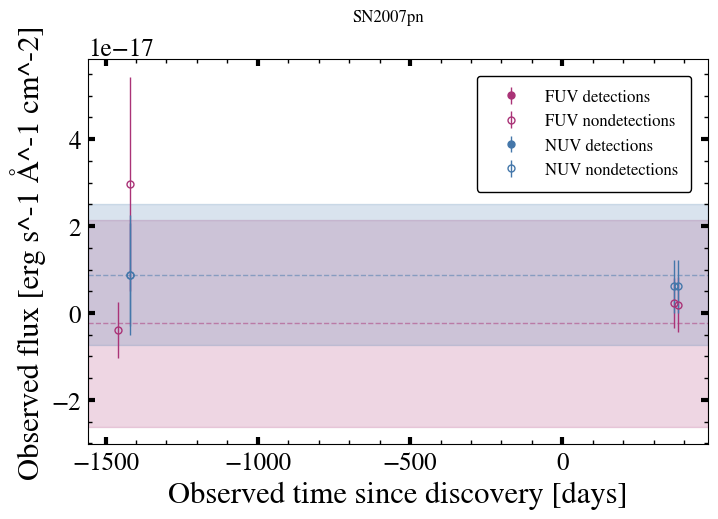 SN2007pn
1e−17
Observed flux [erg s^-1 Å^-1 cm^-2]
4
2
0
−2
FUV detections
FUV nondetections
NUV detections
NUV nondetections
−1500
−1000
−500
0
Observed time since discovery [days]